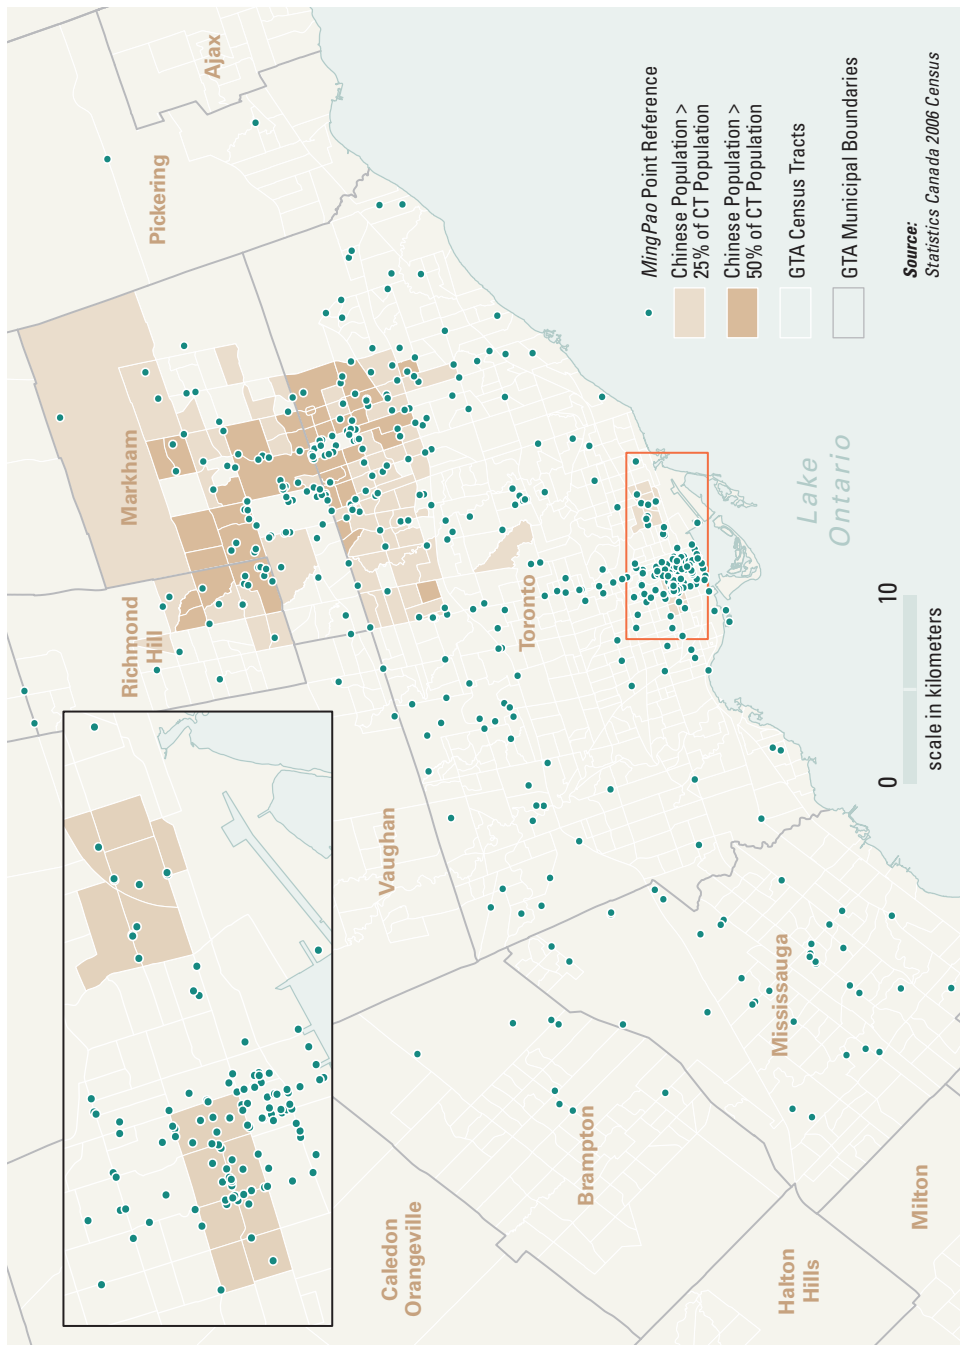 Ajax
Pickering
Markham
Richmond
Hill
Vaughan
Toronto
Caledon
Orangeville
Brampton
Mississauga
Halton
Hills
Milton
Lake
Ontario
MingPao Point Reference
Chinese Population >
25% of CT Population
Chinese Population >
50% of CT Population
GTA Census Tracts
GTA Municipal Boundaries
Source:
Statistics Canada 2006 Census
0 10
scale in kilometers